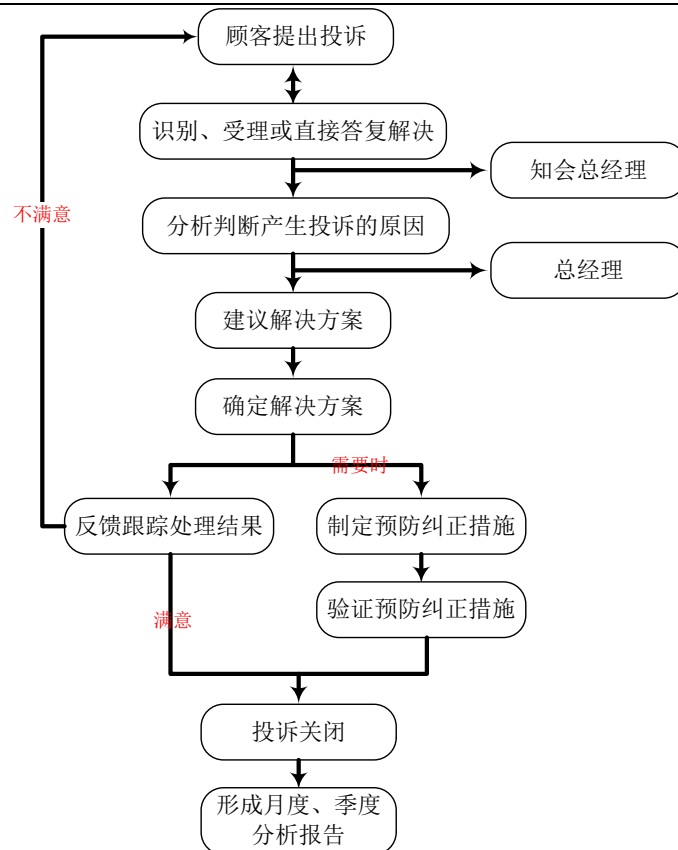 顾客提出投诉
识别、受理或直接答复解决
知会总经理
不满意
分析判断产生投诉的原因
总经理
建议解决方案
确定解决方案
需要时
反馈跟踪处理结果
制定预防纠正措施
满意
验证预防纠正措施
投诉关闭
形成月度、季度
分析报告